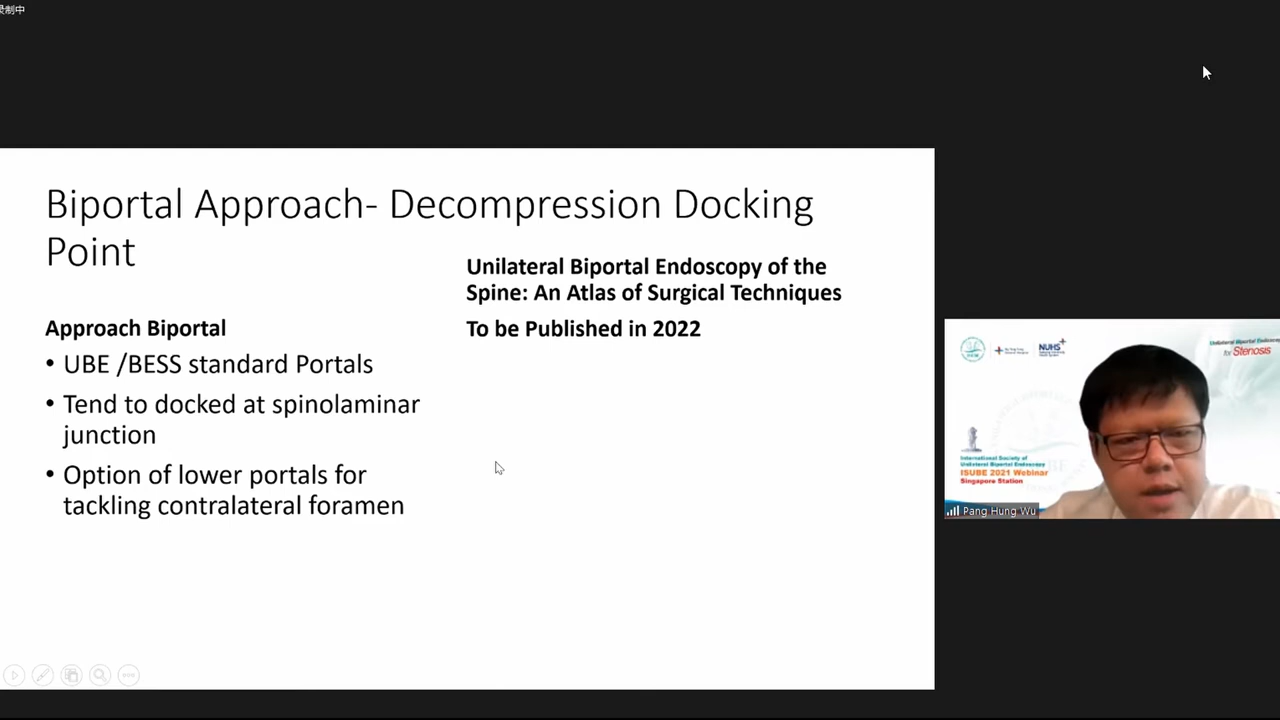 录制中
Biportal Approach- Decompression Docking
Point
Unilateral Biportal Endoscopy of the
Spine: An Atlas of Surgical Techniques
Approach Biportal
To be Published in 2022
• UBE /BESS standard Portals
• Tend to docked at spinolaminar
junction
• Option of lower portals for
tackling contralateral foramen
NUHS
Unilateral Biportal Endoscop
for Stenosis
International Society of
Unilateral Biportal Endoscopy
ISUBE 2021 Webinar
Singapore Station
Pang Hung Wu